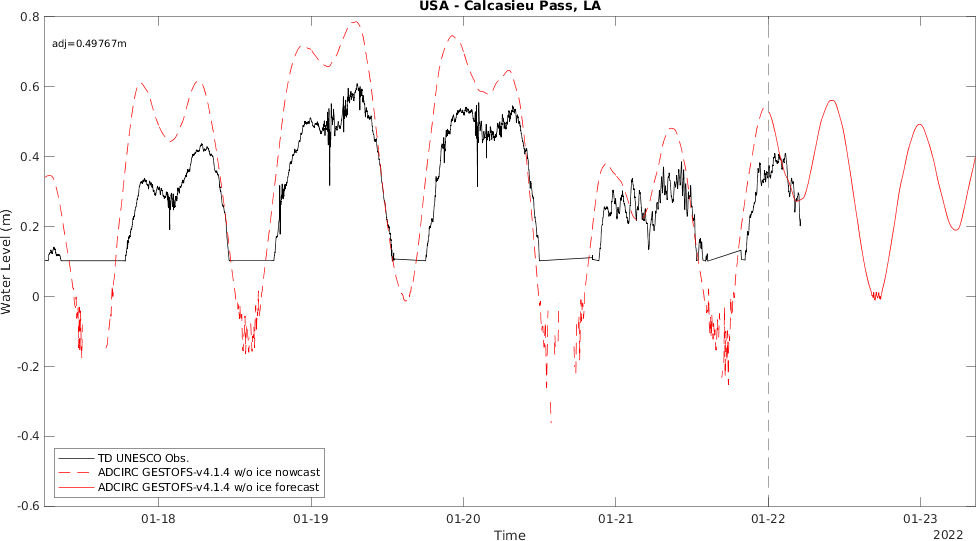 USA - Calcasieu Pass, LA
adj=0.49767m
0.8
0.6
0.4
0.2
0
-0.2
-0.4
-0.6
Water Level (m)
TD UNESCO Obs.
ADCIRC GESTOFS-v4.1.4 w/o ice nowcast
ADCIRC GESTOFS-v4.1.4 w/o ice forecast
01-18 01-19 01-20 01-21 01-22 01-23
Time
2022